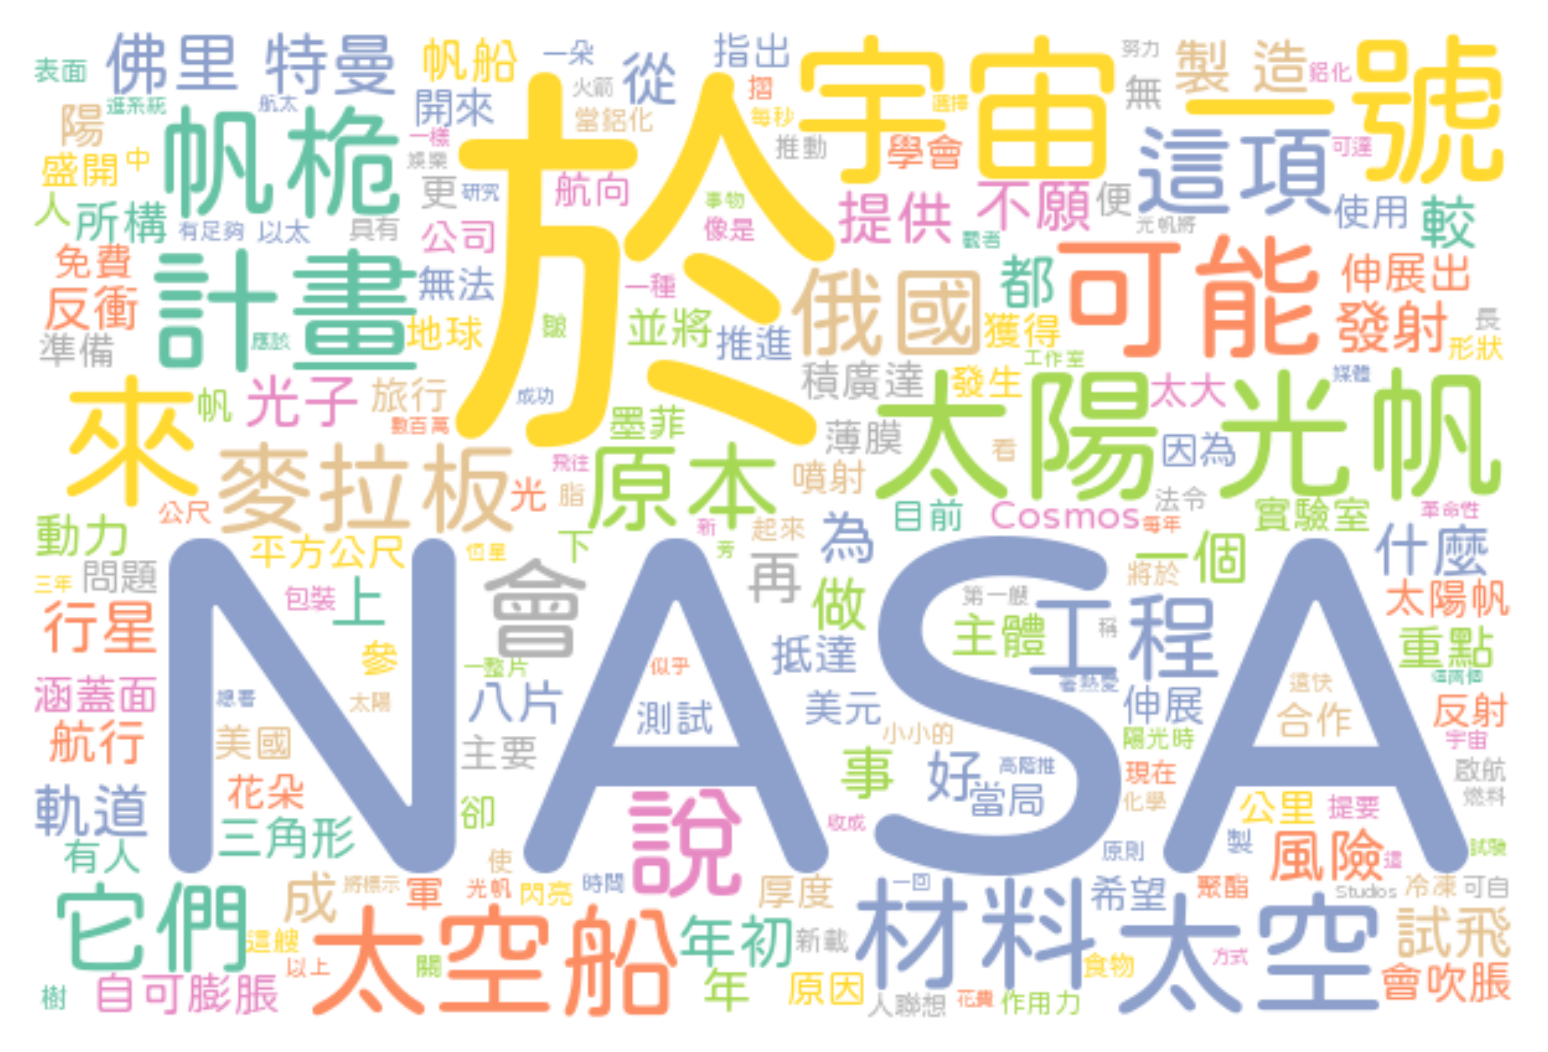 佛里
特曼
帆船
一朵
從
指出
宇宙一號
努力
製造
鋁化
表面
進系統
航太
開來
火箭
當鋁化
摺
每秒
選擇
無
陽
帆桅
一樣
推動
學會
這項
可達
盛開
中
娛樂
更
研究
航向
事物
提供
不願
便
使用
較
人
所構
有足夠
以太
具有
公司
像是
觀者
光帆將
於
免費
計畫
無法
一種
俄國
都
可能
伸展出
反衝
應該
地球
皺
並將
推進
獲得
發射
長
準備
工作室
形狀
來
帆
光子
旅行
成功
積廣達
發生
太陽光帆
太大
媒體
數百萬
墨菲
薄膜
看
因為
麥拉板
光
飛往
原本
噴射
公尺
脂
法令
動力
新
起來
為
目前
Cosmos
每年
實驗室
革命性
平方公尺
恒星
下
芳
一個
什麼
三年
問題
包裝
上
會
再
做
將於
太陽帆
NASA
行星
參
一整片
似乎
抵達
第一艘
主體
工程
稱
重點
這兩個
涵蓋面
總署
太陽
八片
測試
美元
著熱愛
伸展
遠快
合作
反射
航行
美國
主要
小小的
陽光時
宇宙
事
好
高階推
現在
啟航
軌道
花朵
卻
當局
化學
公里
提要
燃料
三角形
說
收成
原則
製
風險
這
試驗
有人
使
它們
成
將標示
軍
光帆
閃亮
時間
厚度
一回
材料
希望
聚酯
Studios
冷凍
可自
這艘
太空船
年初
新載
太空
試飛
以上
關
食物
方式
會吹脹
樹
自可膨脹
年
原因
人聯想
花費
作用力